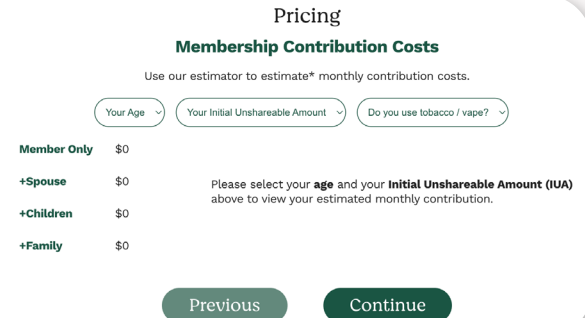 Pricing
Membership Contribution Costs
Use our estimator to estimate* monthly contribution costs.
Your Age
Your Initial Unshareable Amount
Do you use tobacco / vape?
Member Only $0
+Spouse $0
+Children $0
+Family $0
Please select your age and your Initial Unshareable Amount (IUA)
above to view your estimated monthly contribution.
Previous
Continue